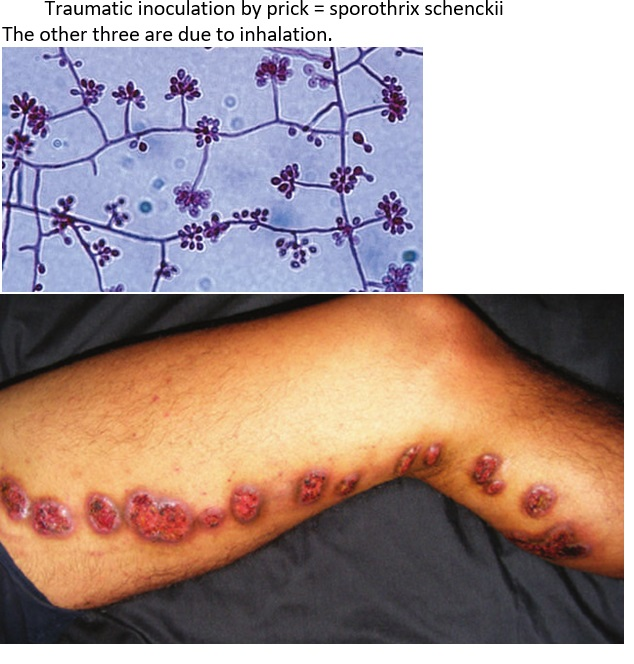 Traumatic inoculation by prick = sporothrix schenckii
The other three are due to inhalation.